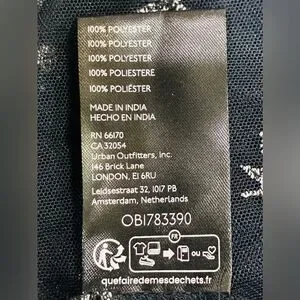 100% POLYESTER
100% POLYESTER
100% POLYESTER
100% POLIESTERE
100% POLIÉSTER
MADE IN INDIA
HECHO EN INDIA
RN 66170
CA 32054
Urban Outfitters, Inc.
146 Brick Lane
LONDON, E1 6RU
Leidsestraat 32, 1017 PB
Amsterdam, Netherlands
OB1783390
FR
OU
quefairedemesdechets.fr